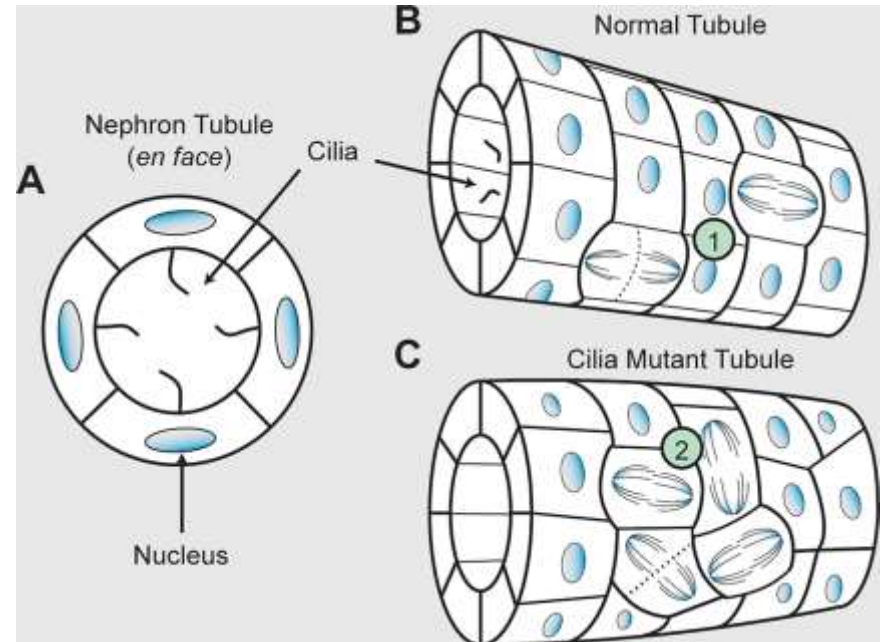 A
Nephron Tubule
(en face)
Cilia
Nucleus
B
Normal Tubule
1
C
Cilia Mutant Tubule
2